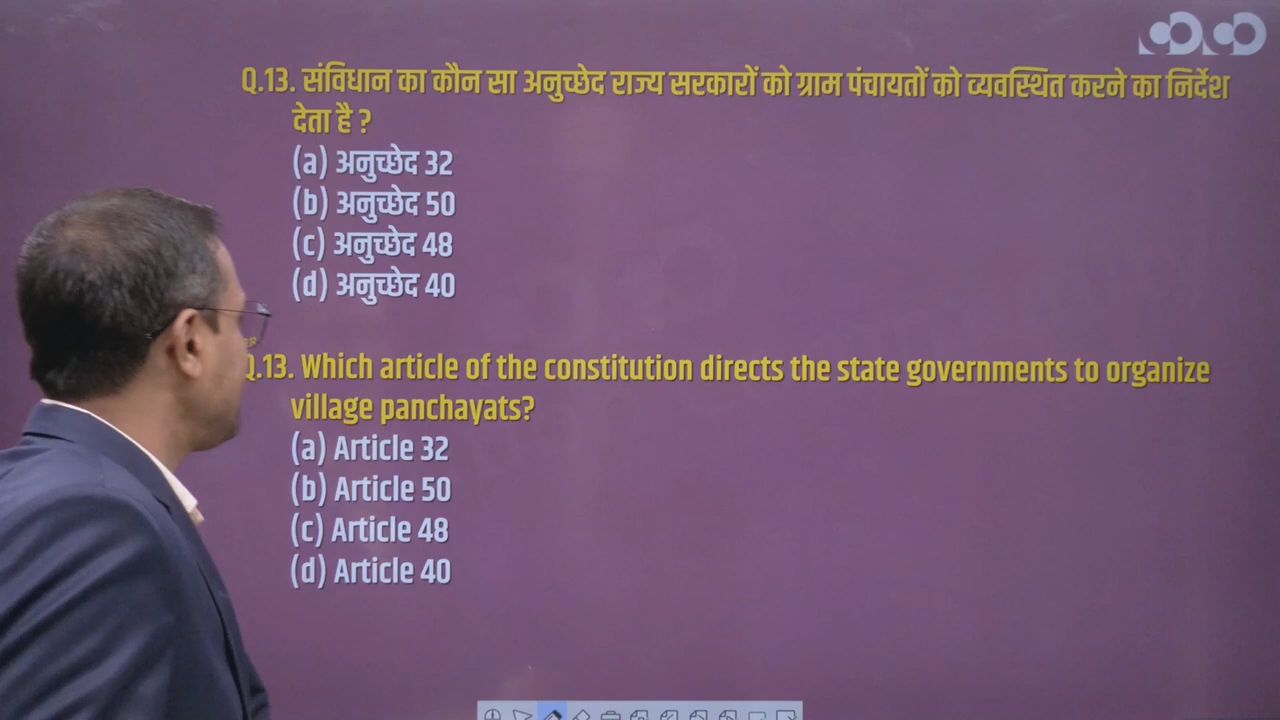 Q.13. संविधान का कौन सा अनुच्छेद राज्य सरकारों को ग्राम पंचायतों को व्यवस्थित करने का निर्देश
देता है ?
(a) अनुच्छेद 32
(b) अनुच्छेद 50
(c) अनुच्छेद 48
(d) अनुच्छेद 40
Q.13. Which article of the constitution directs the state governments to organize
village panchayats?
(a) Article 32
(b) Article 50
(c) Article 48
(d) Article 40